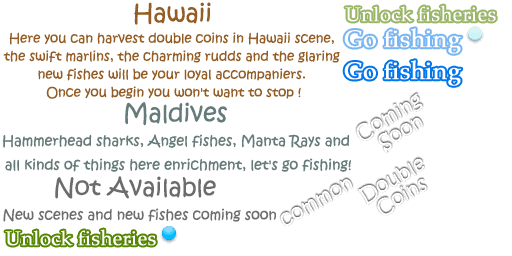 Hawaii
Here you can harvest double coins in Hawaii scene,
the swift marlins, the charming rudds and the glaring
new fishes will be your loyal accompaniers.
Once you begin you won't want to stop !
Maldives
Hammerhead sharks, Angel fishes, Manta Rays and
all kinds of things here enrichment, let's go fishing!
Not Available
New scenes and new fishes coming soon
Unlock fisheries
Unlock fisheries
Go fishing
Go fishing
Coming
Soon
common
Double
Coins